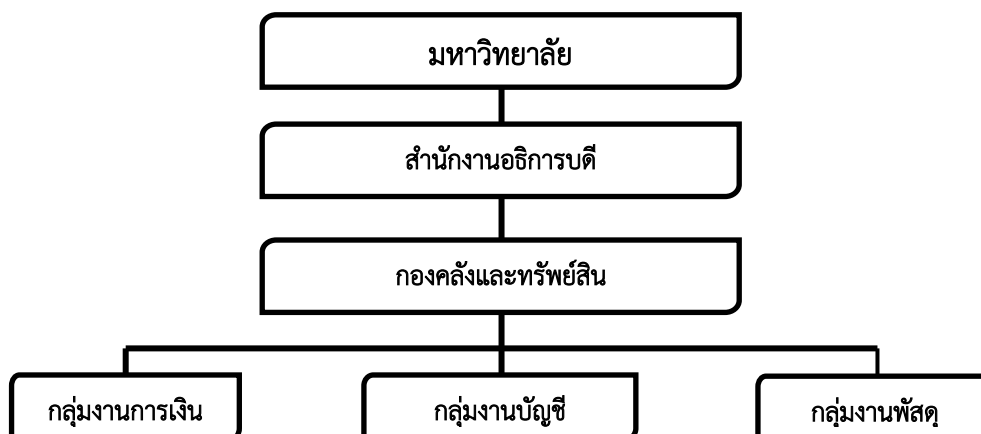 มหาวิทยาลัย
สำนักงานอธิการบดี
กองคลังและทรัพย์สิน
กลุ่มงานการเงิน
กลุ่มงานบัญชี
กลุ่มงานพัสดุ